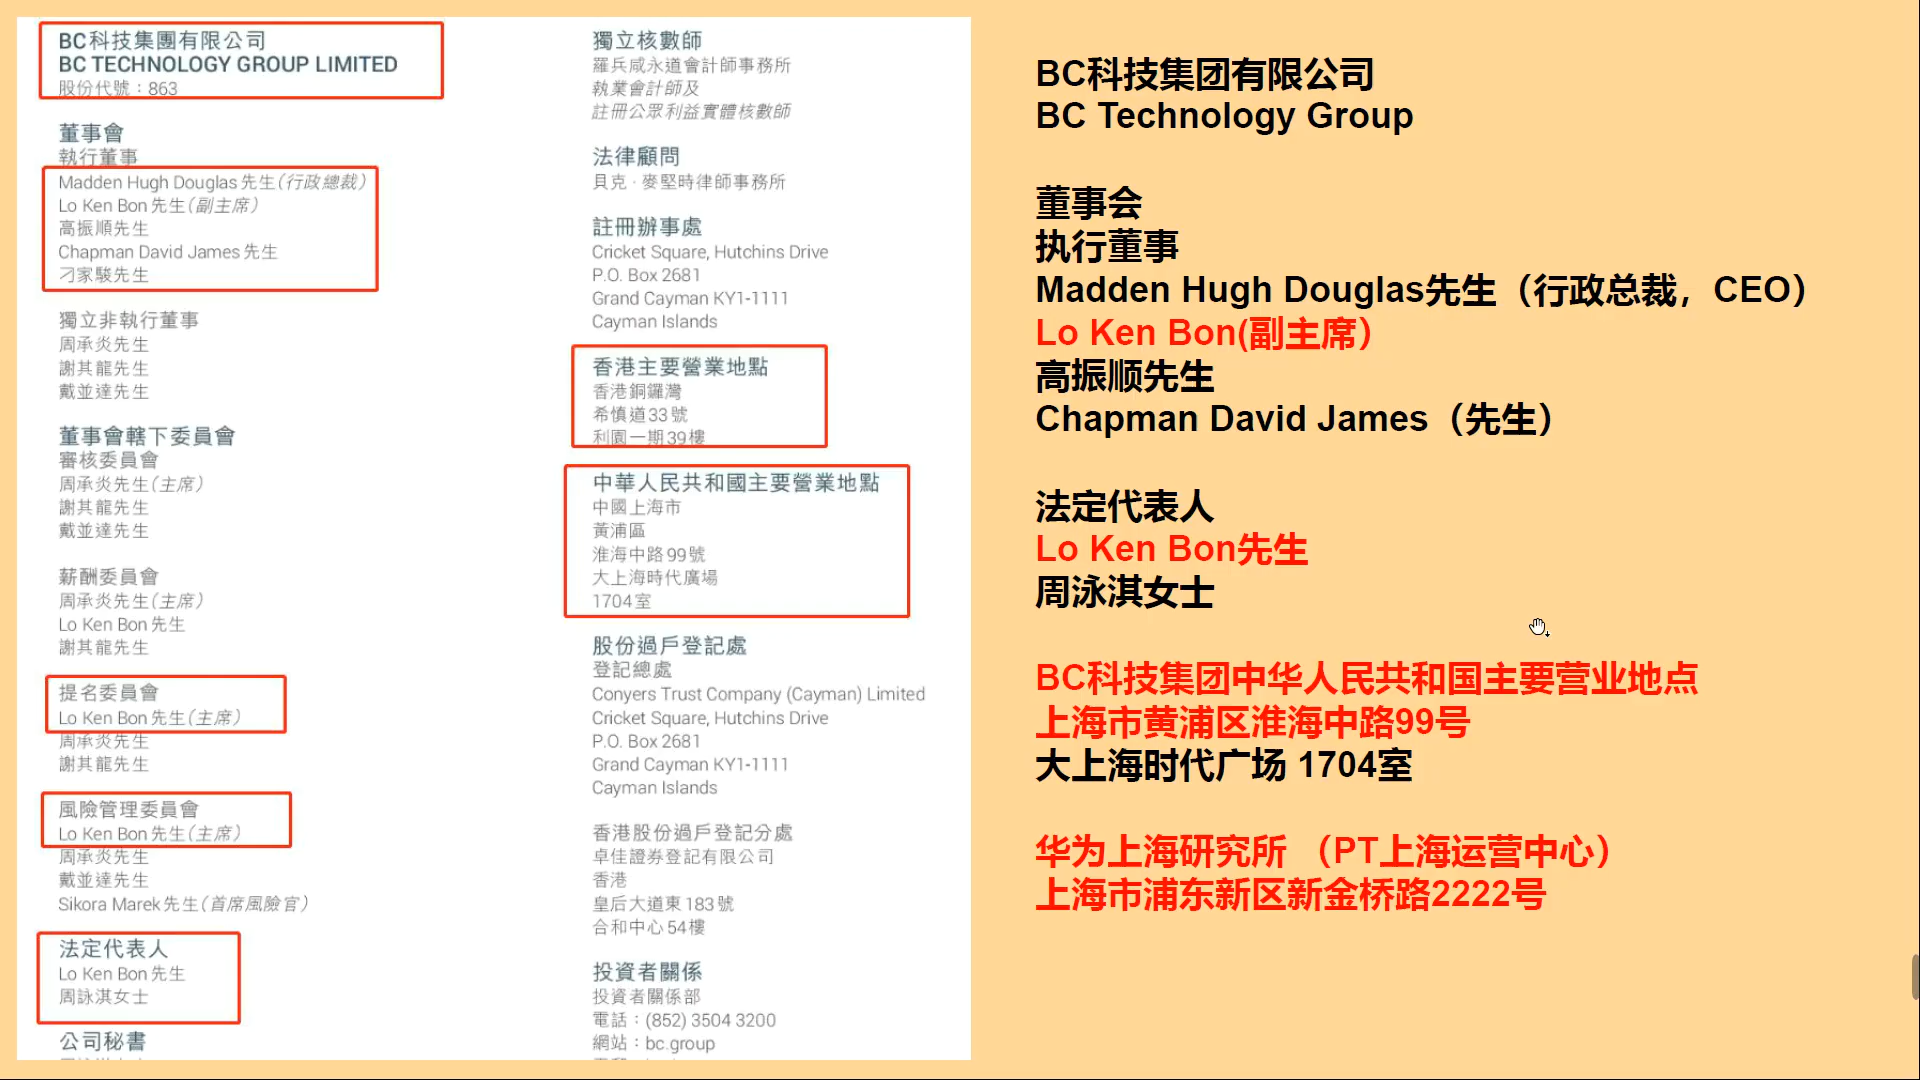 BC科技集團有限公司
BC TECHNOLOGY GROUP LIMITED
股份代號：863
董事會
執行董事
Madden Hugh Douglas先生(行政總裁)
Lo Ken Bon先生(副主席)
高振順先生
Chapman David James先生
刁家駿先生
獨立非執行董事
周承炎先生
謝其龍先生
戴並達先生
董事會轄下委員會
審核委員會
周承炎先生(主席)
謝其龍先生
戴並達先生
薪酬委員會
周承炎先生(主席)
Lo Ken Bon先生
謝其龍先生
提名委員會
Lo Ken Bon先生(主席)
周承炎先生
謝其龍先生
風險管理委員會
Lo Ken Bon先生(主席)
周承炎先生
戴並達先生
Sikora Marek先生(首席風險官)
法定代表人
Lo Ken Bon先生
周詠淇女士
公司秘書
獨立核數師
羅兵咸永道會計師事務所
執業會計師及
註冊公眾利益實體核數師
法律顧問
貝克·麥堅時律師事務所
註冊辦事處
Cricket Square, Hutchins Drive
P.O. Box 2681
Grand Cayman KY1-1111
Cayman Islands
香港主要營業地點
香港銅鑼灣
希慎道33號
利園一期39樓
中華人民共和國主要營業地點
中國上海市
黃浦區
淮海中路99號
大上海時代廣場
1704室
股份過戶登記處
登記總處
Conyers Trust Company (Cayman) Limited
Cricket Square, Hutchins Drive
P.O. Box 2681
Grand Cayman KY1-1111
Cayman Islands
香港股份過戶登記分處
卓佳證券登記有限公司
香港
皇后大道東183號
合和中心54樓
投資者關係
投資者關係部
電話：(852) 3504 3200
網站：bc.group
BC科技集团有限公司
BC Technology Group
董事会
执行董事
Madden Hugh Douglas先生（行政总裁，CEO）
Lo Ken Bon(副主席）
高振顺先生
Chapman David James（先生）
法定代表人
Lo Ken Bon先生
周泳淇女士
BC科技集团中华人民共和国主要营业地点
上海市黄浦区淮海中路99号
大上海时代广场 1704室
华为上海研究所 （PT上海运营中心）
上海市浦东新区新金桥路2222号